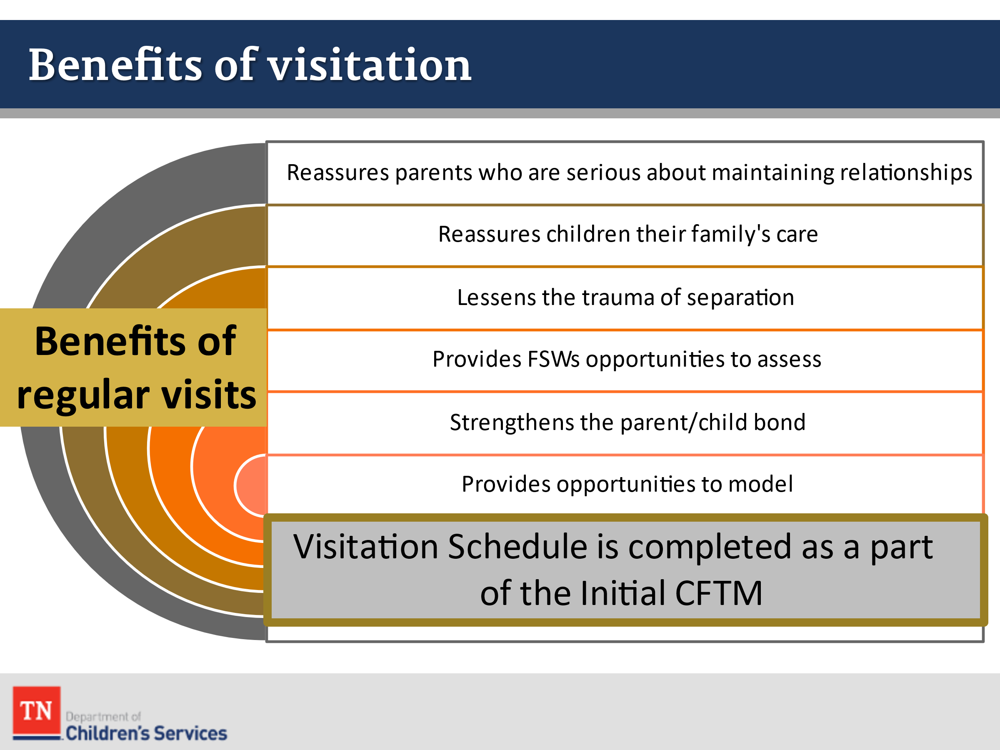 Benefits of visitation
Reassures parents who are serious about maintaining relationships
Reassures children their family's care
Lessens the trauma of separation
Benefits of
regular visits
Provides FSWs opportunities to assess
Strengthens the parent/child bond
Provides opportunities to model
Visitation Schedule is completed as a part
of the Initial CFTM
TN
Department of
Children's Services